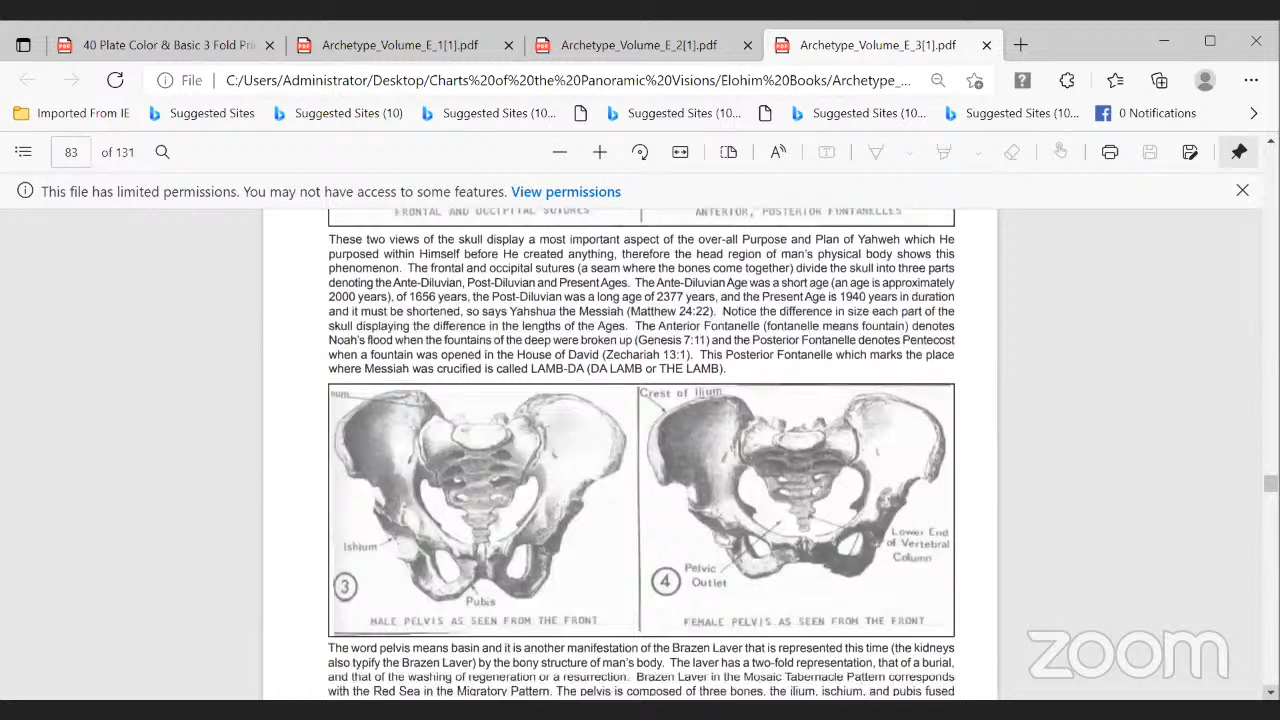 40 Plate Color & Basic 3 Fold Pri
Archetype_Volume_E_1[1].pdf
Archetype_Volume_E_2[1].pdf
Archetype_Volume_E_3[1].pdf
File
C:/Users/Administrator/Desktop/Charts%20of%20the%20Panoramic%20Visions/Elohim%20Books/Archetype_...
Imported From IE
Suggested Sites
Suggested Sites (10)
Suggested Sites (10...
Suggested Sites (10...
Suggested Sites (10...
Suggested Sites (10...
0 Notifications
83 of 131
This file has limited permissions. You may not have access to some features. View permissions
FRONTAL AND OCCIPITAL SUTURES
ANTERIOR, POSTERIOR FONTANELLES
These two views of the skull display a most important aspect of the over-all Purpose and Plan of Yahweh which He
purposed within Himself before He created anything, therefore the head region of man's physical body shows this
phenomenon. The frontal and occipital sutures (a seam where the bones come together) divide the skull into three parts
denoting the Ante-Diluvian, Post-Diluvian and Present Ages. The Ante-Diluvian Age was a short age (an age is approximately
2000 years), of 1656 years, the Post-Diluvian was a long age of 2377 years, and the Present Age is 1940 years in duration
and it must be shortened, so says Yahshua the Messiah (Matthew 24:22). Notice the difference in size each part of the
skull displaying the difference in the lengths of the Ages. The Anterior Fontanelle (fontanelle means fountain) denotes
Noah's flood when the fountains of the deep were broken up (Genesis 7:11) and the Posterior Fontanelle denotes Pentecost
when a fountain was opened in the House of David (Zechariah 13:1). This Posterior Fontanelle which marks the place
where Messiah was crucified is called LAMB-DA (DA LAMB or THE LAMB).
Ishium
Pubis
3
MALE PELVIS AS SEEN FROM THE FRONT
Crest of ilium
Lower End
of Vertebral
Column
Pelvic
Outlet
4
FEMALE PELVIS AS SEEN FROM THE FRONT
The word pelvis means basin and it is another manifestation of the Brazen Laver that is represented this time (the kidneys
also typify the Brazen Laver) by the bony structure of man's body. The laver has a two-fold representation, that of a burial,
and that of the washing of regeneration or a resurrection. Brazen Laver in the Mosaic Tabernacle Pattern corresponds
with the Red Sea in the Migratory Pattern. The pelvis is composed of three bones, the ilium, ischium, and pubis fused
zoom